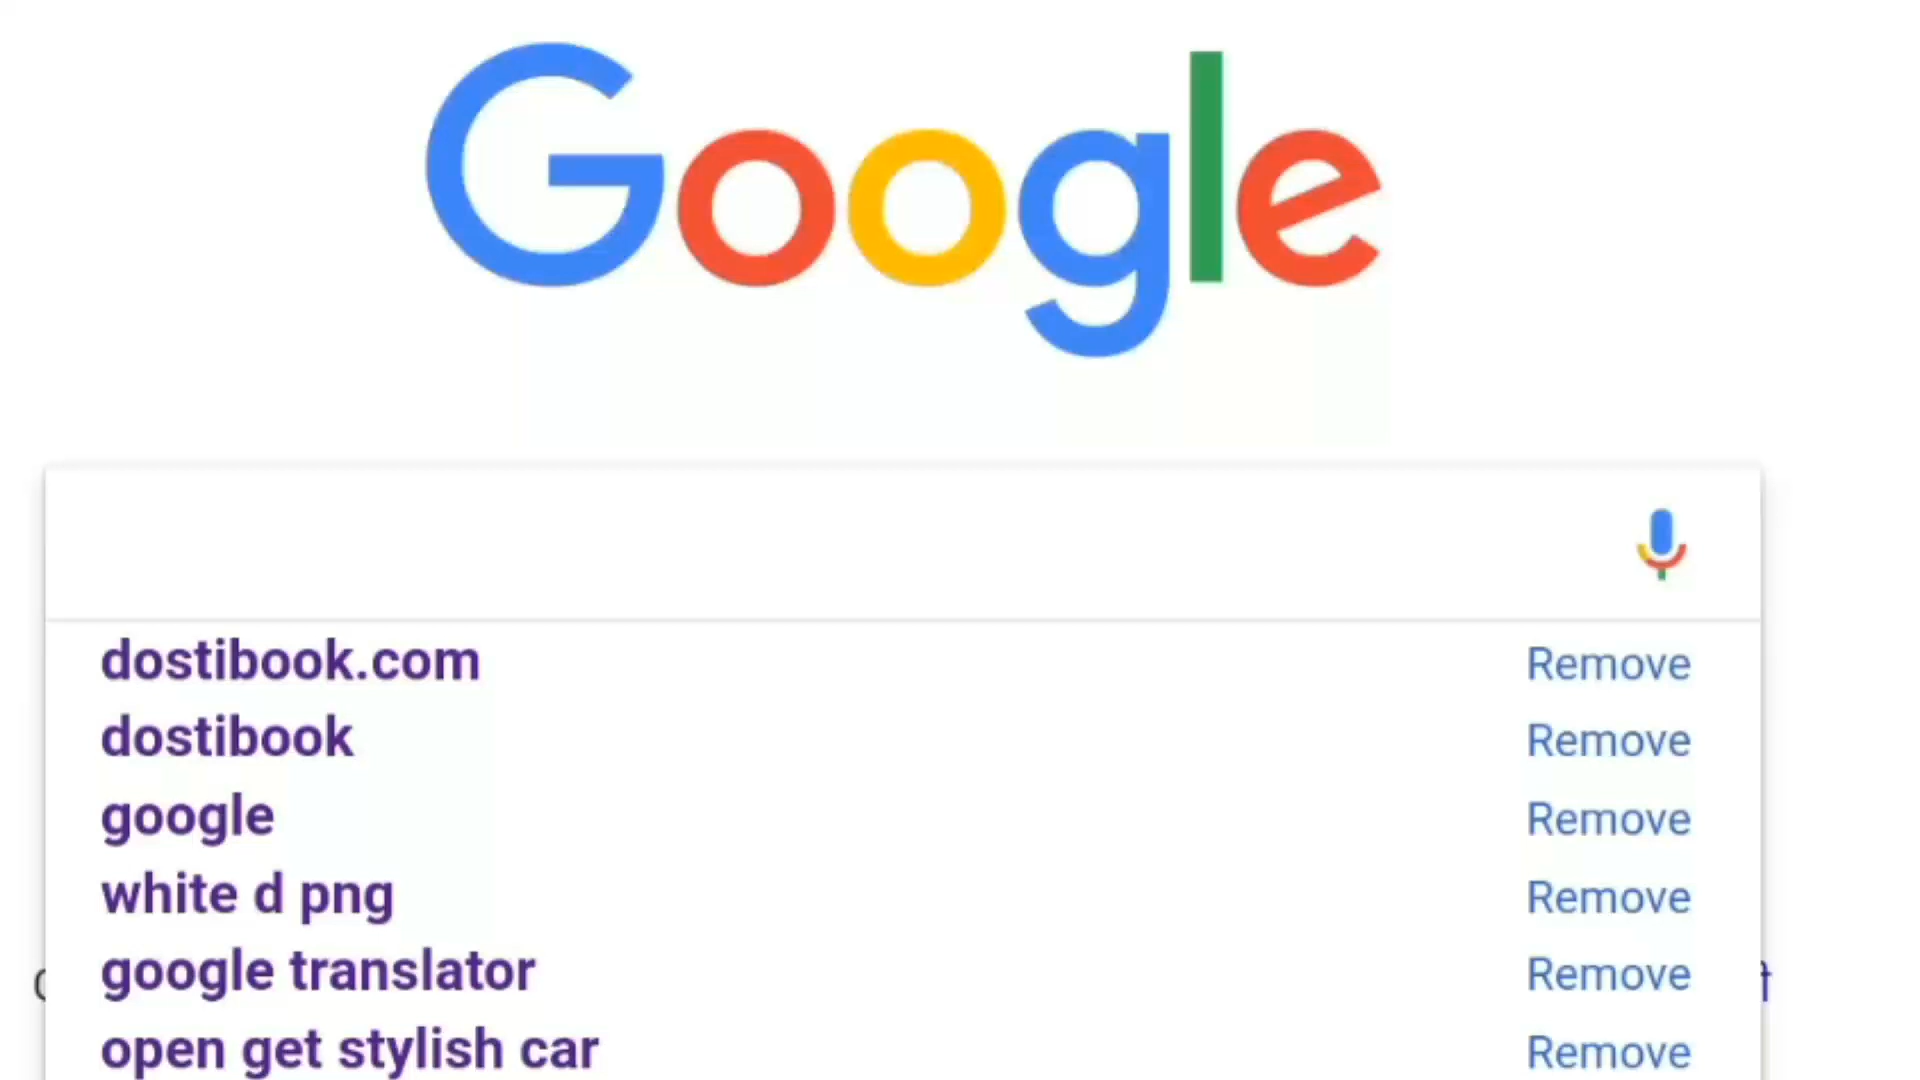 Google
dostibook.com Remove
dostibook Remove
google Remove
white d png Remove
google translator Remove
open get stylish car Remove